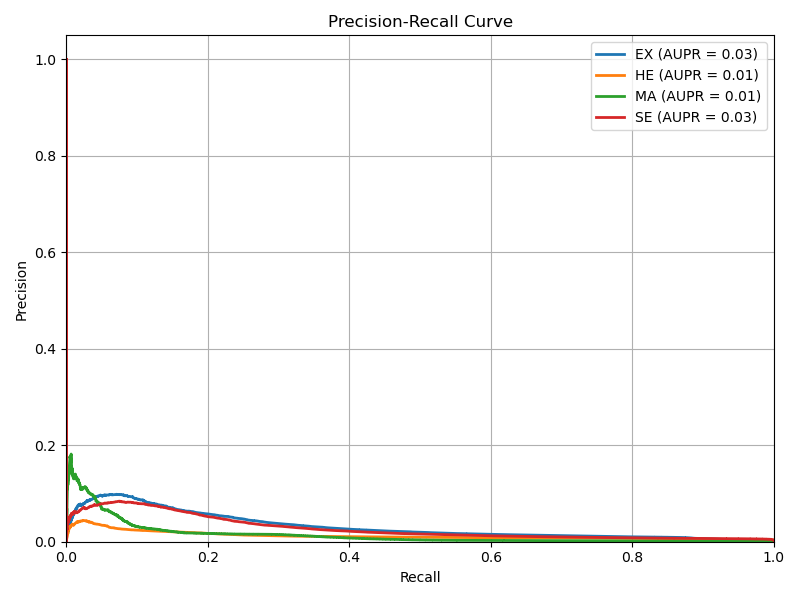 Precision-Recall Curve
EX (AUPR = 0.03)
HE (AUPR = 0.01)
MA (AUPR = 0.01)
SE (AUPR = 0.03)
Precision
1.0
0.8
0.6
0.4
0.2
0.0
0.0 0.2 0.4 0.6 0.8 1.0
Recall